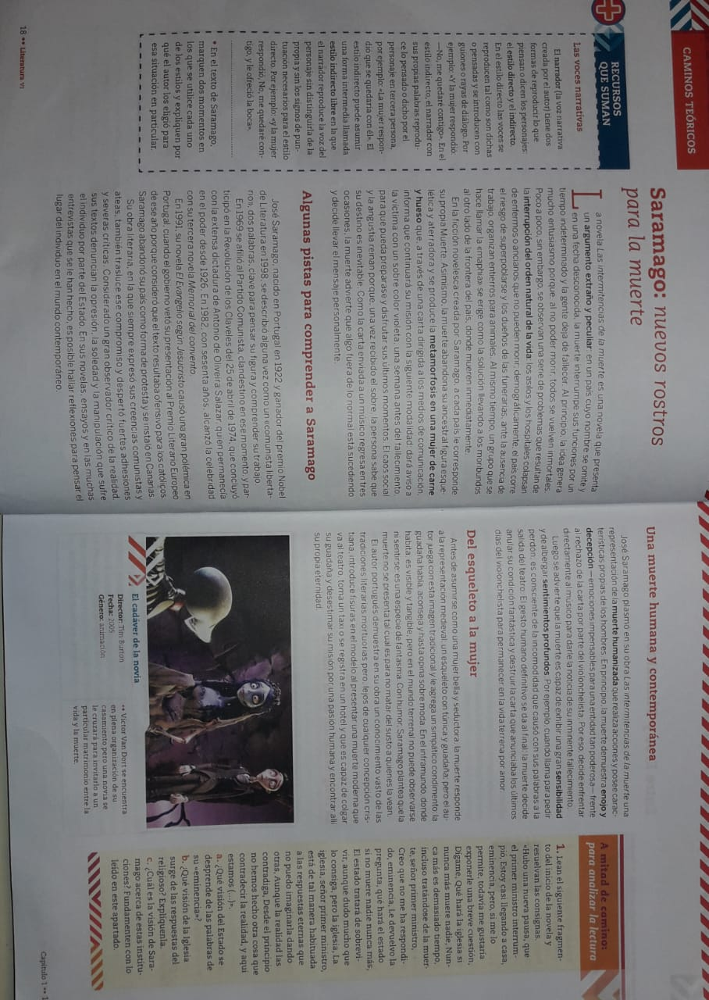 CAMINOS TEÓRICOS
RECURSOS
QUE SUMAN
Las voces narrativas
El narrador (la voz narrativa
creada por el autor) tiene dos
formas de reproducir lo que
piensan o dicen los personajes:
el estilo directo y el indirecto.
En el estilo directo las voces se
reproducen tal como son dichas
o pensadas y se introducen con
guiones o rayas de diálogo. Por
ejemplo: «Y la mujer respondió:
—No, me quedaré contigo». En el
estilo indirecto, el narrador con
sus propias palabras reprodu-
ce lo pensado o dicho por el
personaje en tercera persona,
por ejemplo: «La mujer respon-
dió que se quedaría con él». El
estilo indirecto puede asumir
una forma intermedia llamada
estilo indirecto libre en la que
el narrador reproduce la voz del
personaje sin distinguirla de la
propia y sin los signos de pun-
tuación necesarios para el estilo
directo. Por ejemplo: «y la mujer
respondió, No, me quedaré con-
tigo, y le ofreció la boca».
• En el texto de Saramago,
marquen dos momentos en
los que se utilice cada uno
de los estilos y expliquen por
qué el autor los eligió para
esa situación en particular.
18 •• Literatura VI
Saramago: nuevos rostros
para la muerte
La novela Las intermitencias de la muerte es una novela que presenta
un argumento extraño y peculiar: en un país cuyo nombre se omite y
en una fecha desconocida, la muerte interrumpe sus funciones por un
tiempo indeterminado y la gente deja de fallecer. Al principio, la idea genera
mucho entusiasmo porque, al no poder morir, todos se vuelven inmortales.
Poco a poco, sin embargo, se observan una serie de problemas que resultan de
la interrupción del orden natural de la vida: los asilos y los hospitales colapsan
de enfermos o ancianos que no pueden morir; demográficamente, el país corre
el riesgo de superpoblarse y los dueños de las funerarias, ante la ausencia de
trabajo, organizan entierros para animales. Al mismo tiempo, un grupo que se
hace llamar la emaphia se erige como la solución llevando a los moribundos
al otro lado de la frontera del país, donde mueren inmediatamente.
En la ficción novelesca creada por Saramago, a cada país le corresponde
su propia Muerte. Asimismo, la muerte abandona su ancestral figura esque-
lética y aterradora y se produce la metamorfosis en una mujer de carne
y hueso que, a través de una carta dirigida a los medios de comunicación,
informa que continuará su misión con la siguiente modalidad: dará aviso a
la víctima con un sobre color violeta, una semana antes del fallecimiento,
para que pueda preparase y disfrutar sus últimos momentos. El caos social
y la angustia reinan porque, una vez recibido el sobre, la persona sabe que
su destino es inevitable. Como la carta enviada a un músico regresa en tres
ocasiones, la muerte advierte que algo fuera de lo normal está sucediendo
y decide llevar el mensaje personalmente.
Algunas pistas para comprender a Saramago
José Saramago, nacido en Portugal en 1922 y ganador de premio Nobel
de Literatura en 1998, se describió alguna vez como un «comunista liberta-
rio», dos palabras, clave para pensar su figura y comprender su trabajo.
En 1969 se afilió al Partido Comunista, clandestino en ese momento, y par-
ticipó en la Revolución de los Claveles del 25 de abril de 1974, que concluyó
con la extensa dictadura de Antonio de Oliveira Salazar, quien permanecía
en el poder desde 1926. En 1982, con sesenta años, alcanzó la celebridad
con su tercera novela Memorial del convento.
En 1991, su novela El Evangelio según Jesucristo causó una gran polémica en
Portugal, cuando el gobierno vetó su presentación al Premio Literario Europeo
de ese año porque consideró que el texto resultaba ofensivo para los católicos.
Saramago abandonó su país como forma de protesta y se instaló en Canarias.
Su obra literaria, en la que siempre expresó sus creencias comunistas y
ateas, también trasluce ese compromiso y despertó fuertes adhesiones
y severas críticas. Considerado un gran observador crítico de la realidad,
sus textos denuncian la opresión, la soledad y la manipulación que sufre
el individuo por parte del Estado. En sus novelas, ensayos y en las muchas
entrevistas que se le han hecho, es posible hallar reflexiones para pensar el
lugar del individuo en el mundo contemporáneo.
Una muerte humana y contemporánea
José Saramago plasmó en su obra Las intermitencias de la muerte una
representación de la muerte humanizada que realiza acciones y posee carac-
terísticas propias de los hombres. En principio, la muerte demuestra enojo y
decepción —emociones impensables para una entidad tan poderosa— frente
al rechazo de la carta por parte del violonchelista. Por eso, decide enfrentar
directamente al músico para darle la noticia de su inminente fallecimiento.
Luego se advierte que la muerte es capaz de exhibir una gran sensibilidad
y de albergar sentimientos profundos. Por ejemplo, cuando llama para pedir
perdón, es consciente de la incomodidad que causó con sus palabras a la
salida del teatro. El gesto humano definitivo se da al final: la muerte decide
anular su condición fantástica y destruir la carta que anunciaba los últimos
días del violonchelista para permanecer en la vida terrena por amor.
Del esqueleto a la mujer
Antes de asumirse como una mujer bella y seductora, la muerte responde
a la representación medieval: un esqueleto con túnica y guadaña; pero el au-
tor juega con esta imagen tradicional y le agrega un simpático condimento: la
guadaña habla, aconseja y hasta opina sobre moda. En el inframundo, donde
habita, es visible y tangible, pero en el mundo terrenal no puede observarse
ni sentirse: es una especie de fantasma. Con humor, Saramago plantea que la
muerte no se presenta tal cual es para no matar del susto a quienes la vean.
El autor portugués demuestra en su obra un conocimiento vasto de las
tradiciones literarias mortuorias pero, lejos de cualquier concepción cris-
tiana, introduce fisuras en el modelo al presentar una muerte moderna que
va al teatro, toma un taxi o se registra en un hotel y que es capaz de colgar
su guadaña y desestimar su misión por una pasión humana y encontrar allí
su propia eternidad.
El cadáver de la novia
Director: Tim Burton
Fecha: 2005
Género: animación
•• Víctor Van Dort se encuentra
en plena organización de su
casamiento pero una novia se
le cruzará para invitarlo a un
particular matrimonio entre la
vida y la muerte.
A mitad de camino:
para analizar la lectura
1. Lean el siguiente fragmen-
to del inicio de la novela y
resuelvan las consignas.
«Hubo una nueva pausa, que
el primer ministro interrum-
pió, Estoy casi llegando a casa,
eminencia, pero, si me lo
permite, todavía me gustaría
exponerle una breve cuestión,
Dígame, Qué hará la iglesia si
nunca más muere nadie, Nun-
ca más es demasiado tiempo,
incluso tratándose de la muer-
te, señor primer ministro,
Creo que no me ha respondi-
do, eminencia, Le devuelvo la
pregunta, qué hará el estado
si no muere nadie nunca más,
El estado tratará de sobrevi-
vir, aunque dudo mucho que
lo consiga, pero la iglesia, La
iglesia, señor primer ministro,
está de tal manera habituada
a las respuestas eternas que
no puedo imaginarla dando
otras, Aunque la realidad las
contradiga, Desde el principio
no hemos hecho otra cosa que
contradecir la realidad, y aquí
estamos (...)».
a. ¿Qué visión del Estado se
desprende de las palabras de
su «eminencia»?
b. ¿Qué visión de la Iglesia
surge de las respuestas del
religioso? Explíquenla.
c. ¿Cuál es la visión de Sara-
mago acerca de estas institu-
ciones? Fundamenten con lo
leído en este apartado.
Capítulo 1 ••